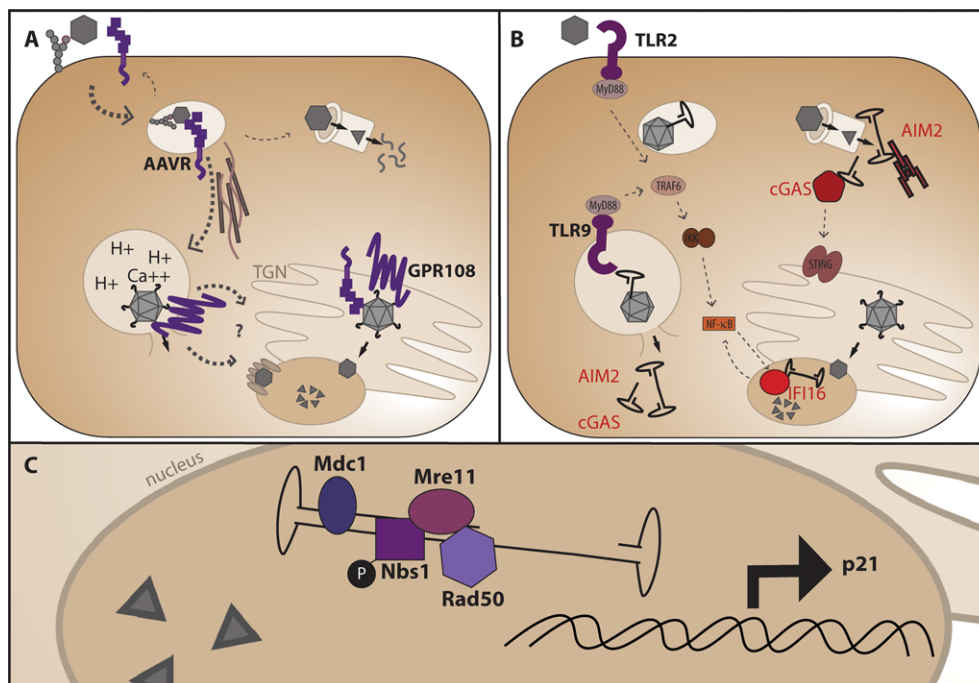 A
AAVR
H+
H+
H+
Ca++
TGN
GPR108
?
B
TLR2
MyD88
AIM2
cGAS
TRAF6
MyD88
TLR9
IKK
STING
NF-κB
AIM2
IFI16
cGAS
C
nucleus
Mdc1
Mre11
P
Nbs1
Rad50
p21